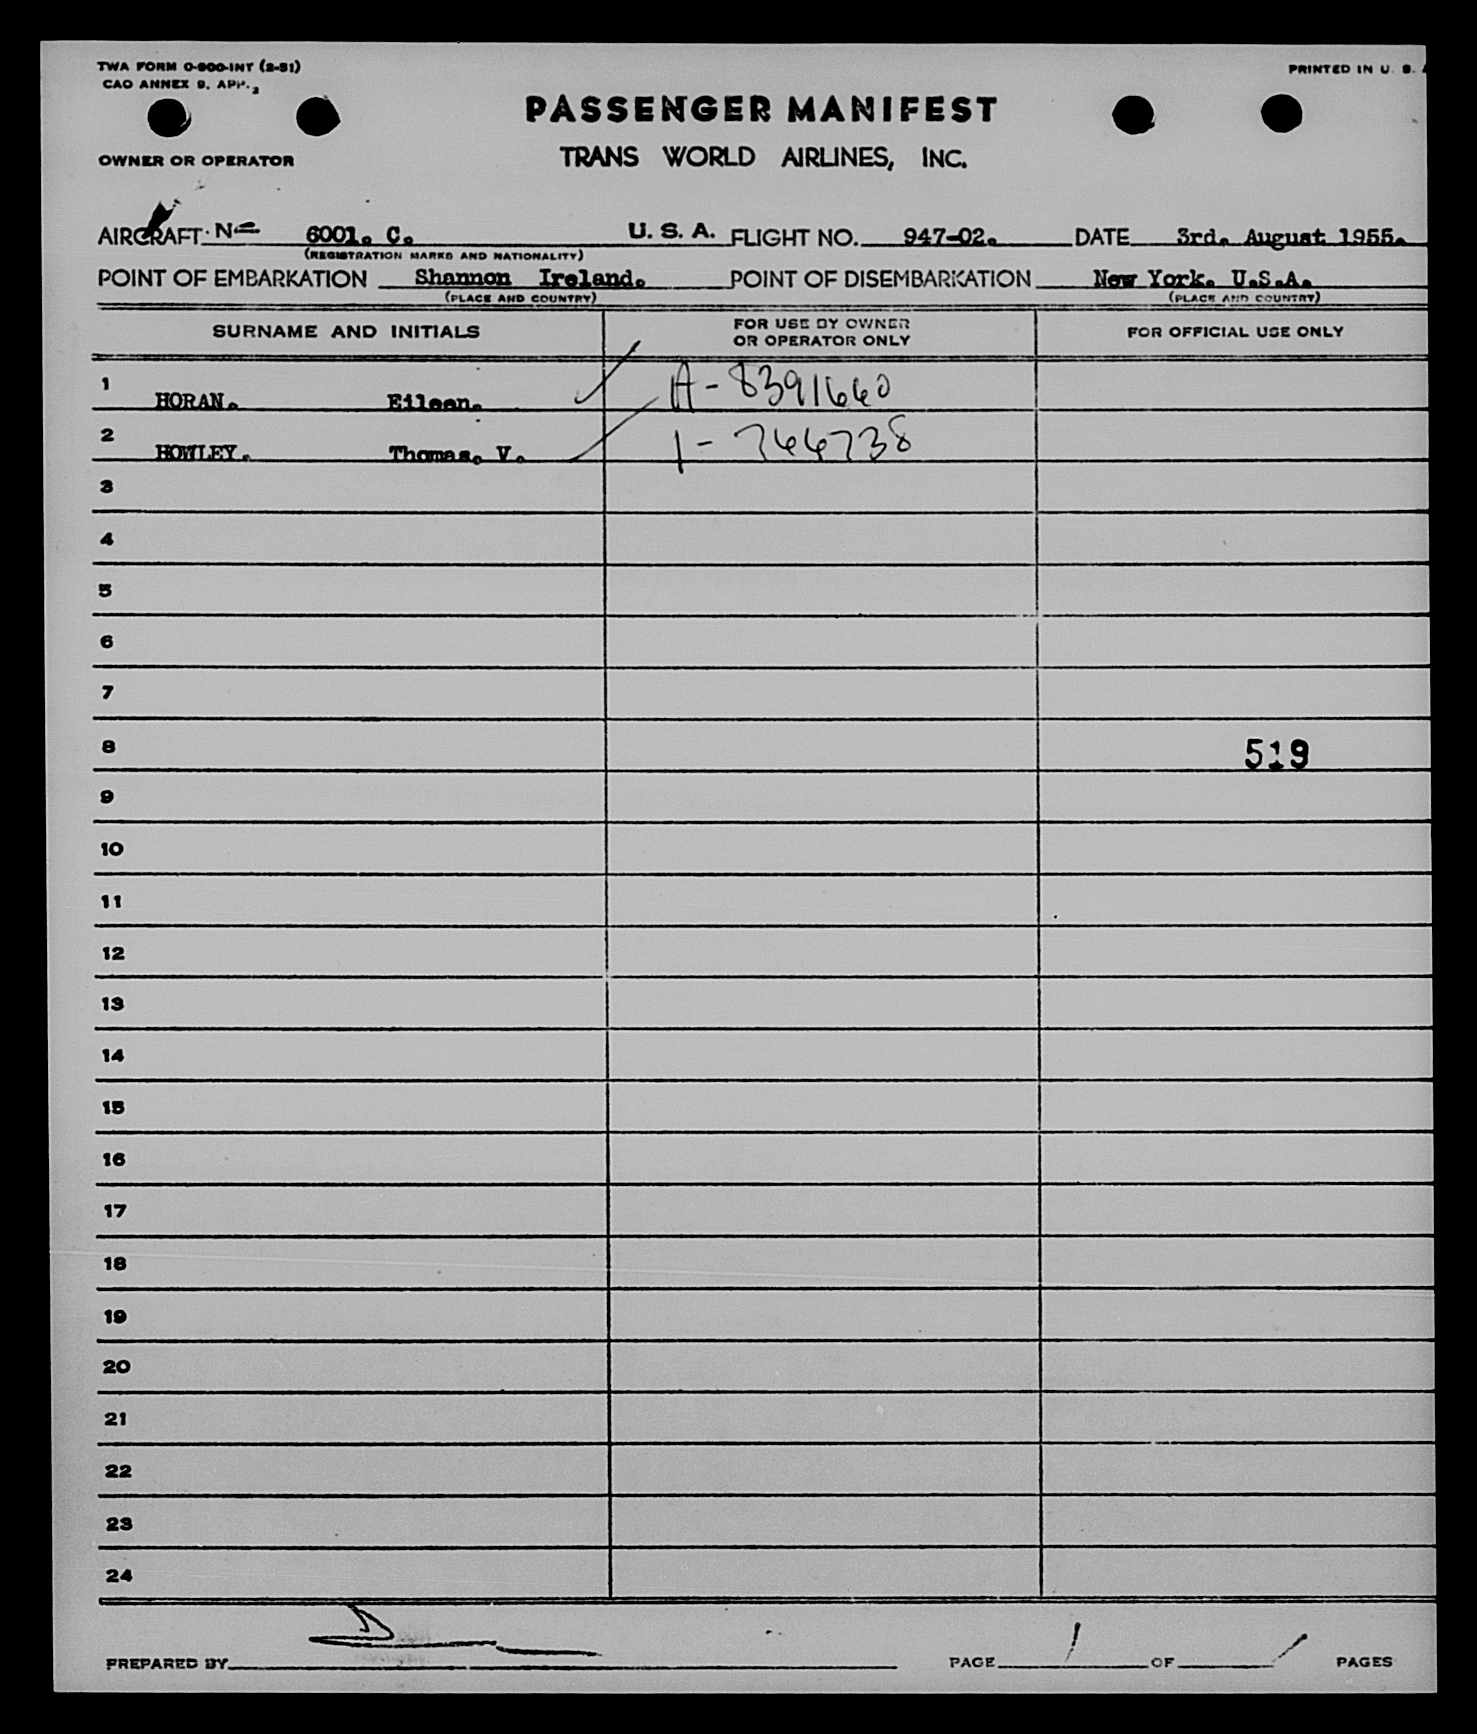 TWA FORM O-900-INT (2-51)
CAO ANNEX 9, APP. 2
PRINTED IN U. S.
PASSENGER MANIFEST
OWNER OR OPERATOR
TRANS WORLD AIRLINES, INC.
AIRCRAFT N 6001. C. U. S. A. FLIGHT NO. 947-02. DATE 3rd. August 1955.
(REGISTRATION MARKS AND NATIONALITY)
POINT OF EMBARKATION Shannon Ireland. POINT OF DISEMBARKATION New York. U.S.A.
(PLACE AND COUNTRY) (PLACE AND COUNTRY)
SURNAME AND INITIALS FOR USE BY OWNER OR OPERATOR ONLY FOR OFFICIAL USE ONLY
1 HORAN. Eileen. A-8391660
2 HOWLEY. Thomas. V. 1-744738
3
4
5
6
7
8 519
9
10
11
12
13
14
15
16
17
18
19
20
21
22
23
24
PREPARED BY PAGE 1 OF 1 PAGES